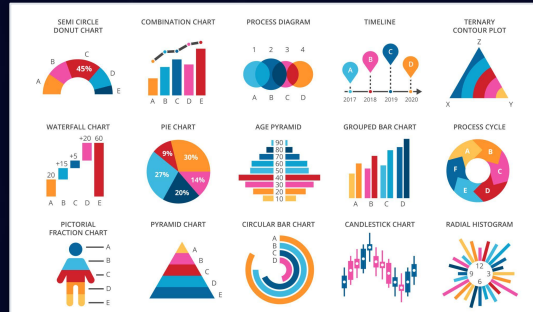 SEMI CIRCLE
DONUT CHART
A
B
C
D
E
45%
COMBINATION CHART
A B C D E
PROCESS DIAGRAM
1 2 3 4
A B C D
TIMELINE
A
B
C
D
2017 2018 2019 2020
TERNARY
CONTOUR PLOT
Z
X
Y
WATERFALL CHART
20
+15
+5
+20 60
A B C D E
PIE CHART
9%
30%
27%
14%
20%
AGE PYRAMID
90
80
70
60
50
40
30
20
10
GROUPED BAR CHART
A B C D
PROCESS CYCLE
A
B
C
D
E
F
PICTORIAL
FRACTION CHART
A
B
C
D
E
PYRAMID CHART
A
B
C
D
E
CIRCULAR BAR CHART
A
B
C
D
CANDLESTICK CHART
RADIAL HISTOGRAM
12
9 3
6